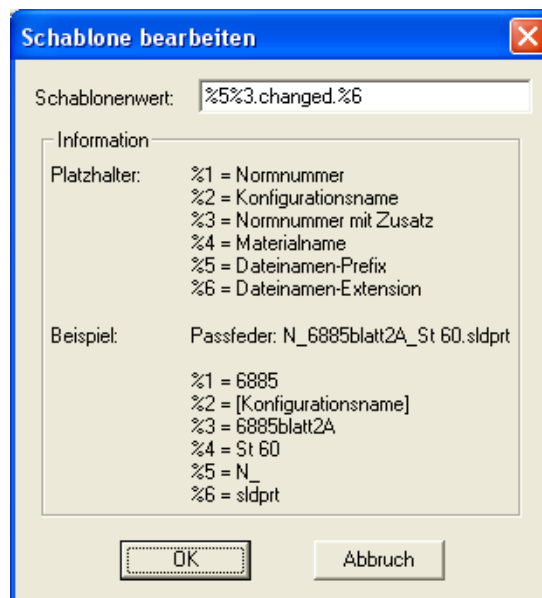 Schablone bearbeiten
Schablonenwert: %5%3.changed.%6
Information
Platzhalter: %1 = Normnummer
%2 = Konfigurationsname
%3 = Normnummer mit Zusatz
%4 = Materialname
%5 = Dateinamen-Prefix
%6 = Dateinamen-Extension
Beispiel: Passfeder: N_6885blatt2A_St 60.sldprt
%1 = 6885
%2 = [Konfigurationsname]
%3 = 6885blatt2A
%4 = St 60
%5 = N_
%6 = sldprt
OK Abbruch